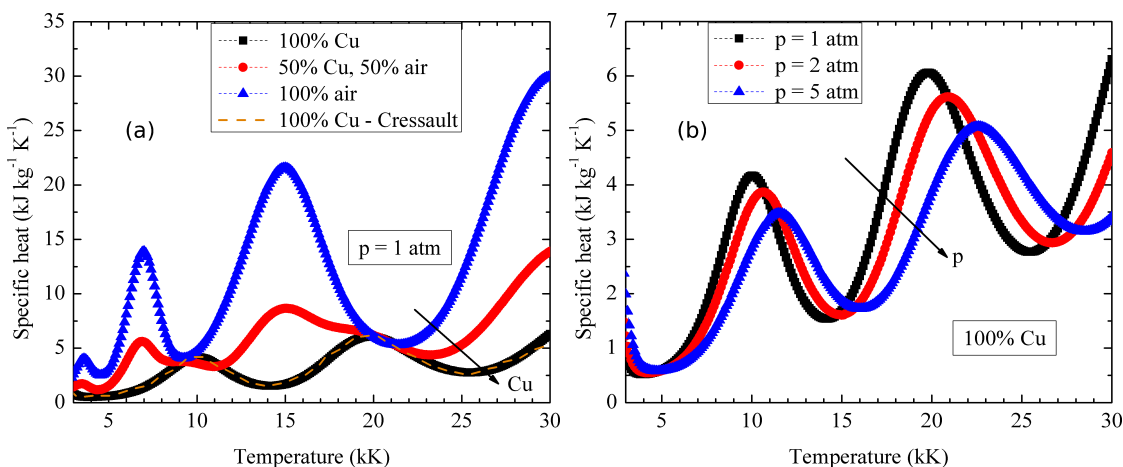 35
30
25
20
15
10
5
0
Specific heat (kJ kg⁻¹ K⁻¹)
100% Cu
50% Cu, 50% air
100% air
100% Cu - Cressault
(a)
p = 1 atm
Cu
5
10
15
20
25
30
Temperature (kK)
7
6
5
4
3
2
1
0
Specific heat (kJ kg⁻¹ K⁻¹)
p = 1 atm
p = 2 atm
p = 5 atm
(b)
p
100% Cu
5
10
15
20
25
30
Temperature (kK)